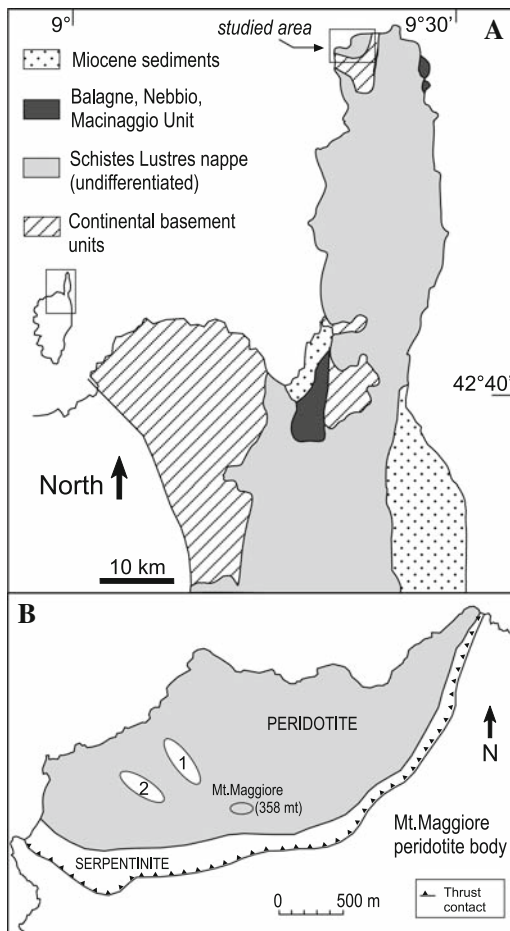 9°
9°30'
A
studied area
Miocene sediments
Balagne, Nebbio,
Macinaggio Unit
Schistes Lustres nappe
(undifferentiated)
Continental basement
units
42°40'
North
10 km
B
PERIDOTITE
N
1
2
Mt.Maggiore
(358 mt)
Mt.Maggiore
peridotite body
SERPENTINITE
0 500 m
Thrust
contact